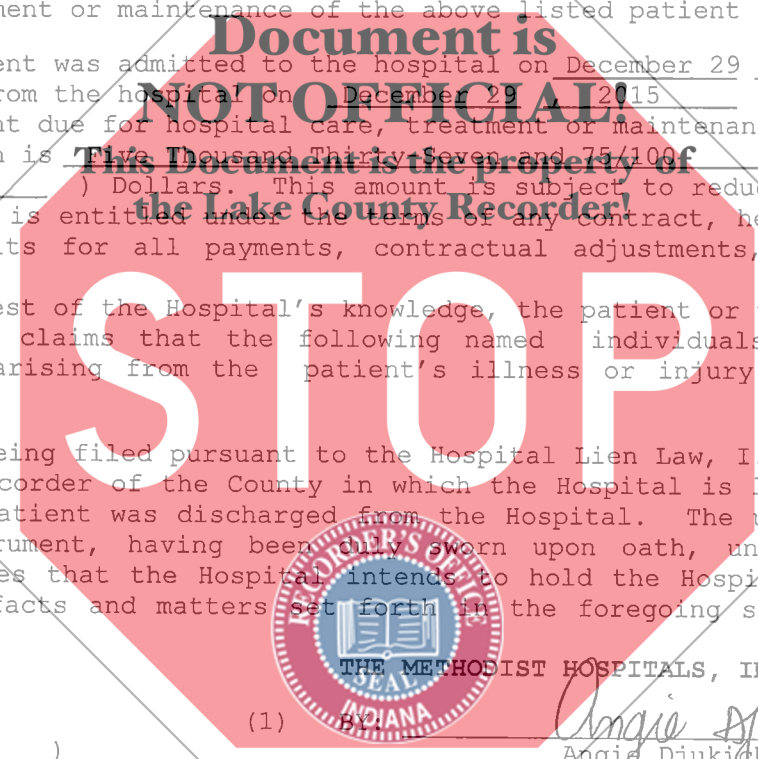 ment or maintenance of the above listed patient
Document is
ent was admitted to the hospital on December 29
NOT OFFICIAL!
rom the hospital on December 29, 2015
nt due for hospital care, treatment or maintenan
This Document is the property of
n is Five Thousand Thirty Seven and 75/100
) Dollars. This amount is subject to redu
the Lake County Recorder!
is entitled under the terms of any contract, he
its for all payments, contractual adjustments,
STOP
est of the Hospital's knowledge, the patient or
claims that the following named individuals
arising from the patient's illness or injury
eing filed pursuant to the Hospital Lien Law, I.
corder of the County in which the Hospital is l
atient was discharged from the Hospital. The u
rument, having been duly sworn upon oath, un
es that the Hospital intends to hold the Hospi
facts and matters set forth in the foregoing s
RECORDER'S OFFICE
SEAL
INDIANA
THE METHODIST HOSPITALS, IN
(1) BY:
Angie
) Angie Djukich